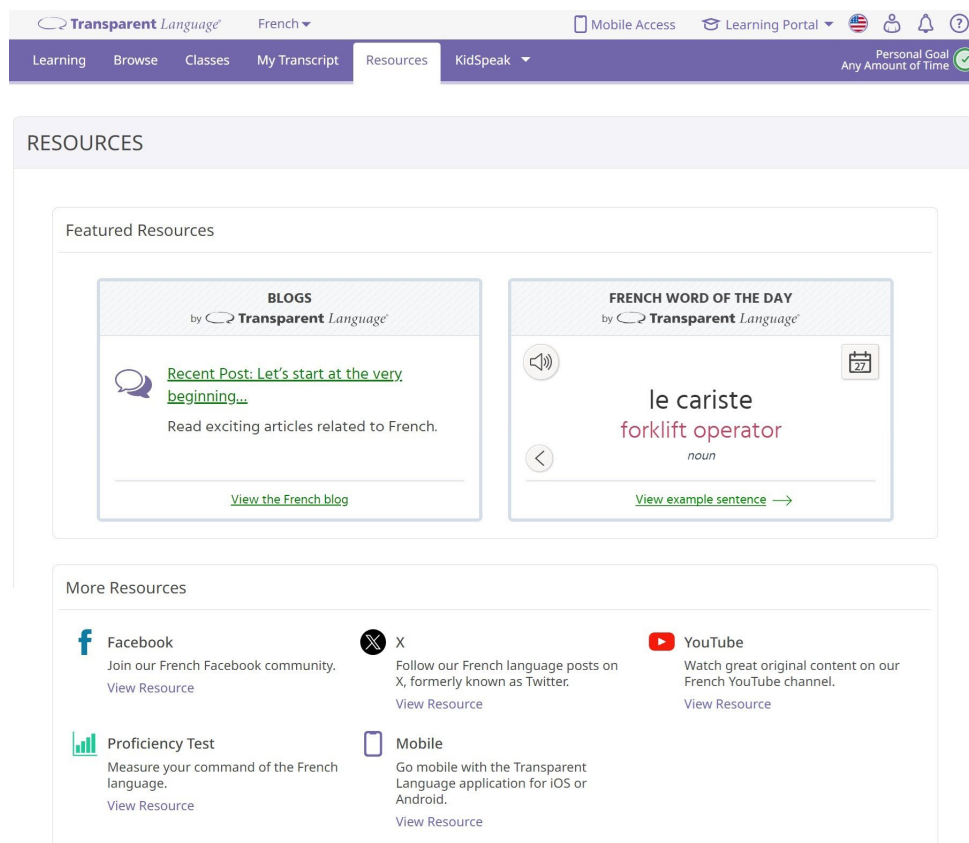 Transparent Language®
French
Mobile Access
Learning Portal
?
Learning
Browse
Classes
My Transcript
Resources
KidSpeak
Personal Goal
Any Amount of Time
RESOURCES
Featured Resources
BLOGS
by Transparent Language®
Recent Post: Let’s start at the very
beginning...
Read exciting articles related to French.
View the French blog
FRENCH WORD OF THE DAY
by Transparent Language®
27
le cariste
forklift operator
noun
View example sentence
More Resources
f
Facebook
Join our French Facebook community.
View Resource
X
X
Follow our French language posts on
X, formerly known as Twitter.
View Resource
YouTube
Watch great original content on our
French YouTube channel.
View Resource
Proficiency Test
Measure your command of the French
language.
View Resource
Mobile
Go mobile with the Transparent
Language application for iOS or
Android.
View Resource